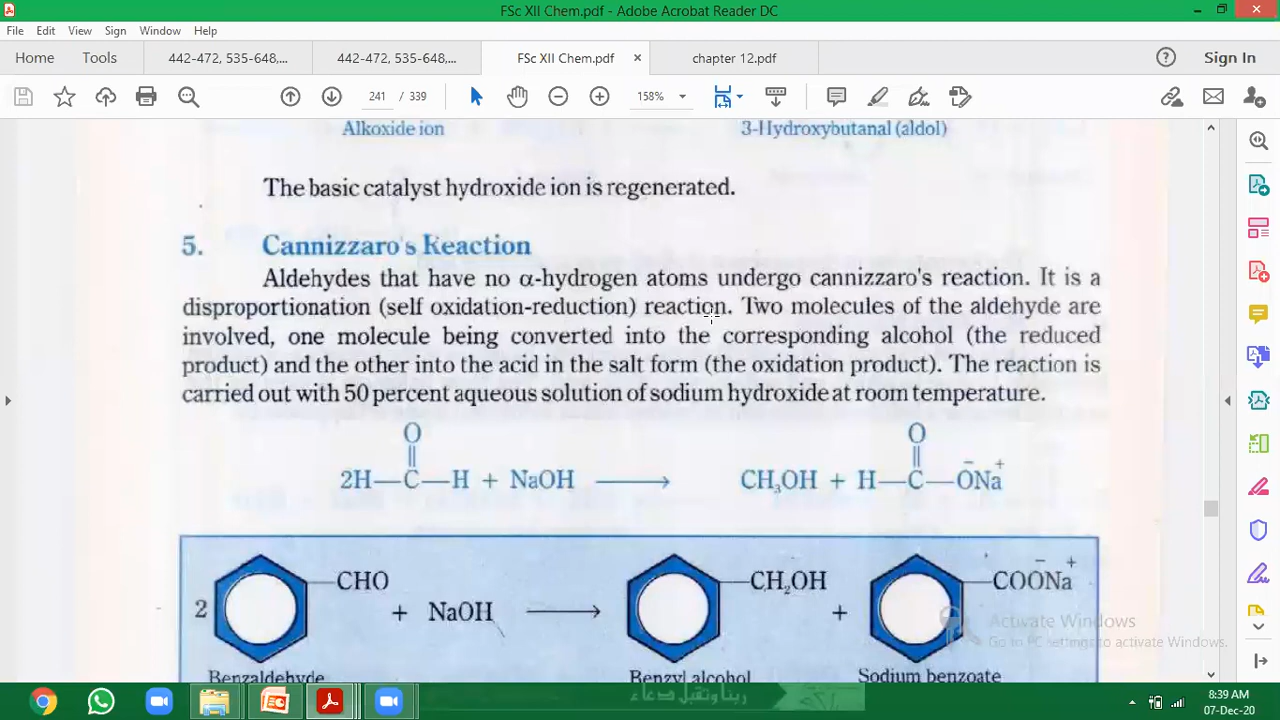 FSc XII Chem.pdf - Adobe Acrobat Reader DC
File Edit View Sign Window Help
Home Tools 442-472, 535-648,... 442-472, 535-648,... FSc XII Chem.pdf × chapter 12.pdf Sign In
241 / 339 158%
Alkoxide ion 3-Hydroxybutanal (aldol)
The basic catalyst hydroxide ion is regenerated.
5. Cannizzaro's Reaction
Aldehydes that have no α-hydrogen atoms undergo cannizzaro's reaction. It is a
disproportionation (self oxidation-reduction) reaction. Two molecules of the aldehyde are
involved, one molecule being converted into the corresponding alcohol (the reduced
product) and the other into the acid in the salt form (the oxidation product). The reaction is
carried out with 50 percent aqueous solution of sodium hydroxide at room temperature.
O O
2H—C—H + NaOH ⟶ CH₃OH + H—C—ŌNa⁺
2 —CHO + NaOH ⟶ —CH₂OH + —COŌNa⁺
Benzaldehyde Benzyl alcohol Sodium benzoate
Activate Windows
Go to PC settings to activate Windows.
ربنا وتقبل دعاء
8:39 AM
07-Dec-20